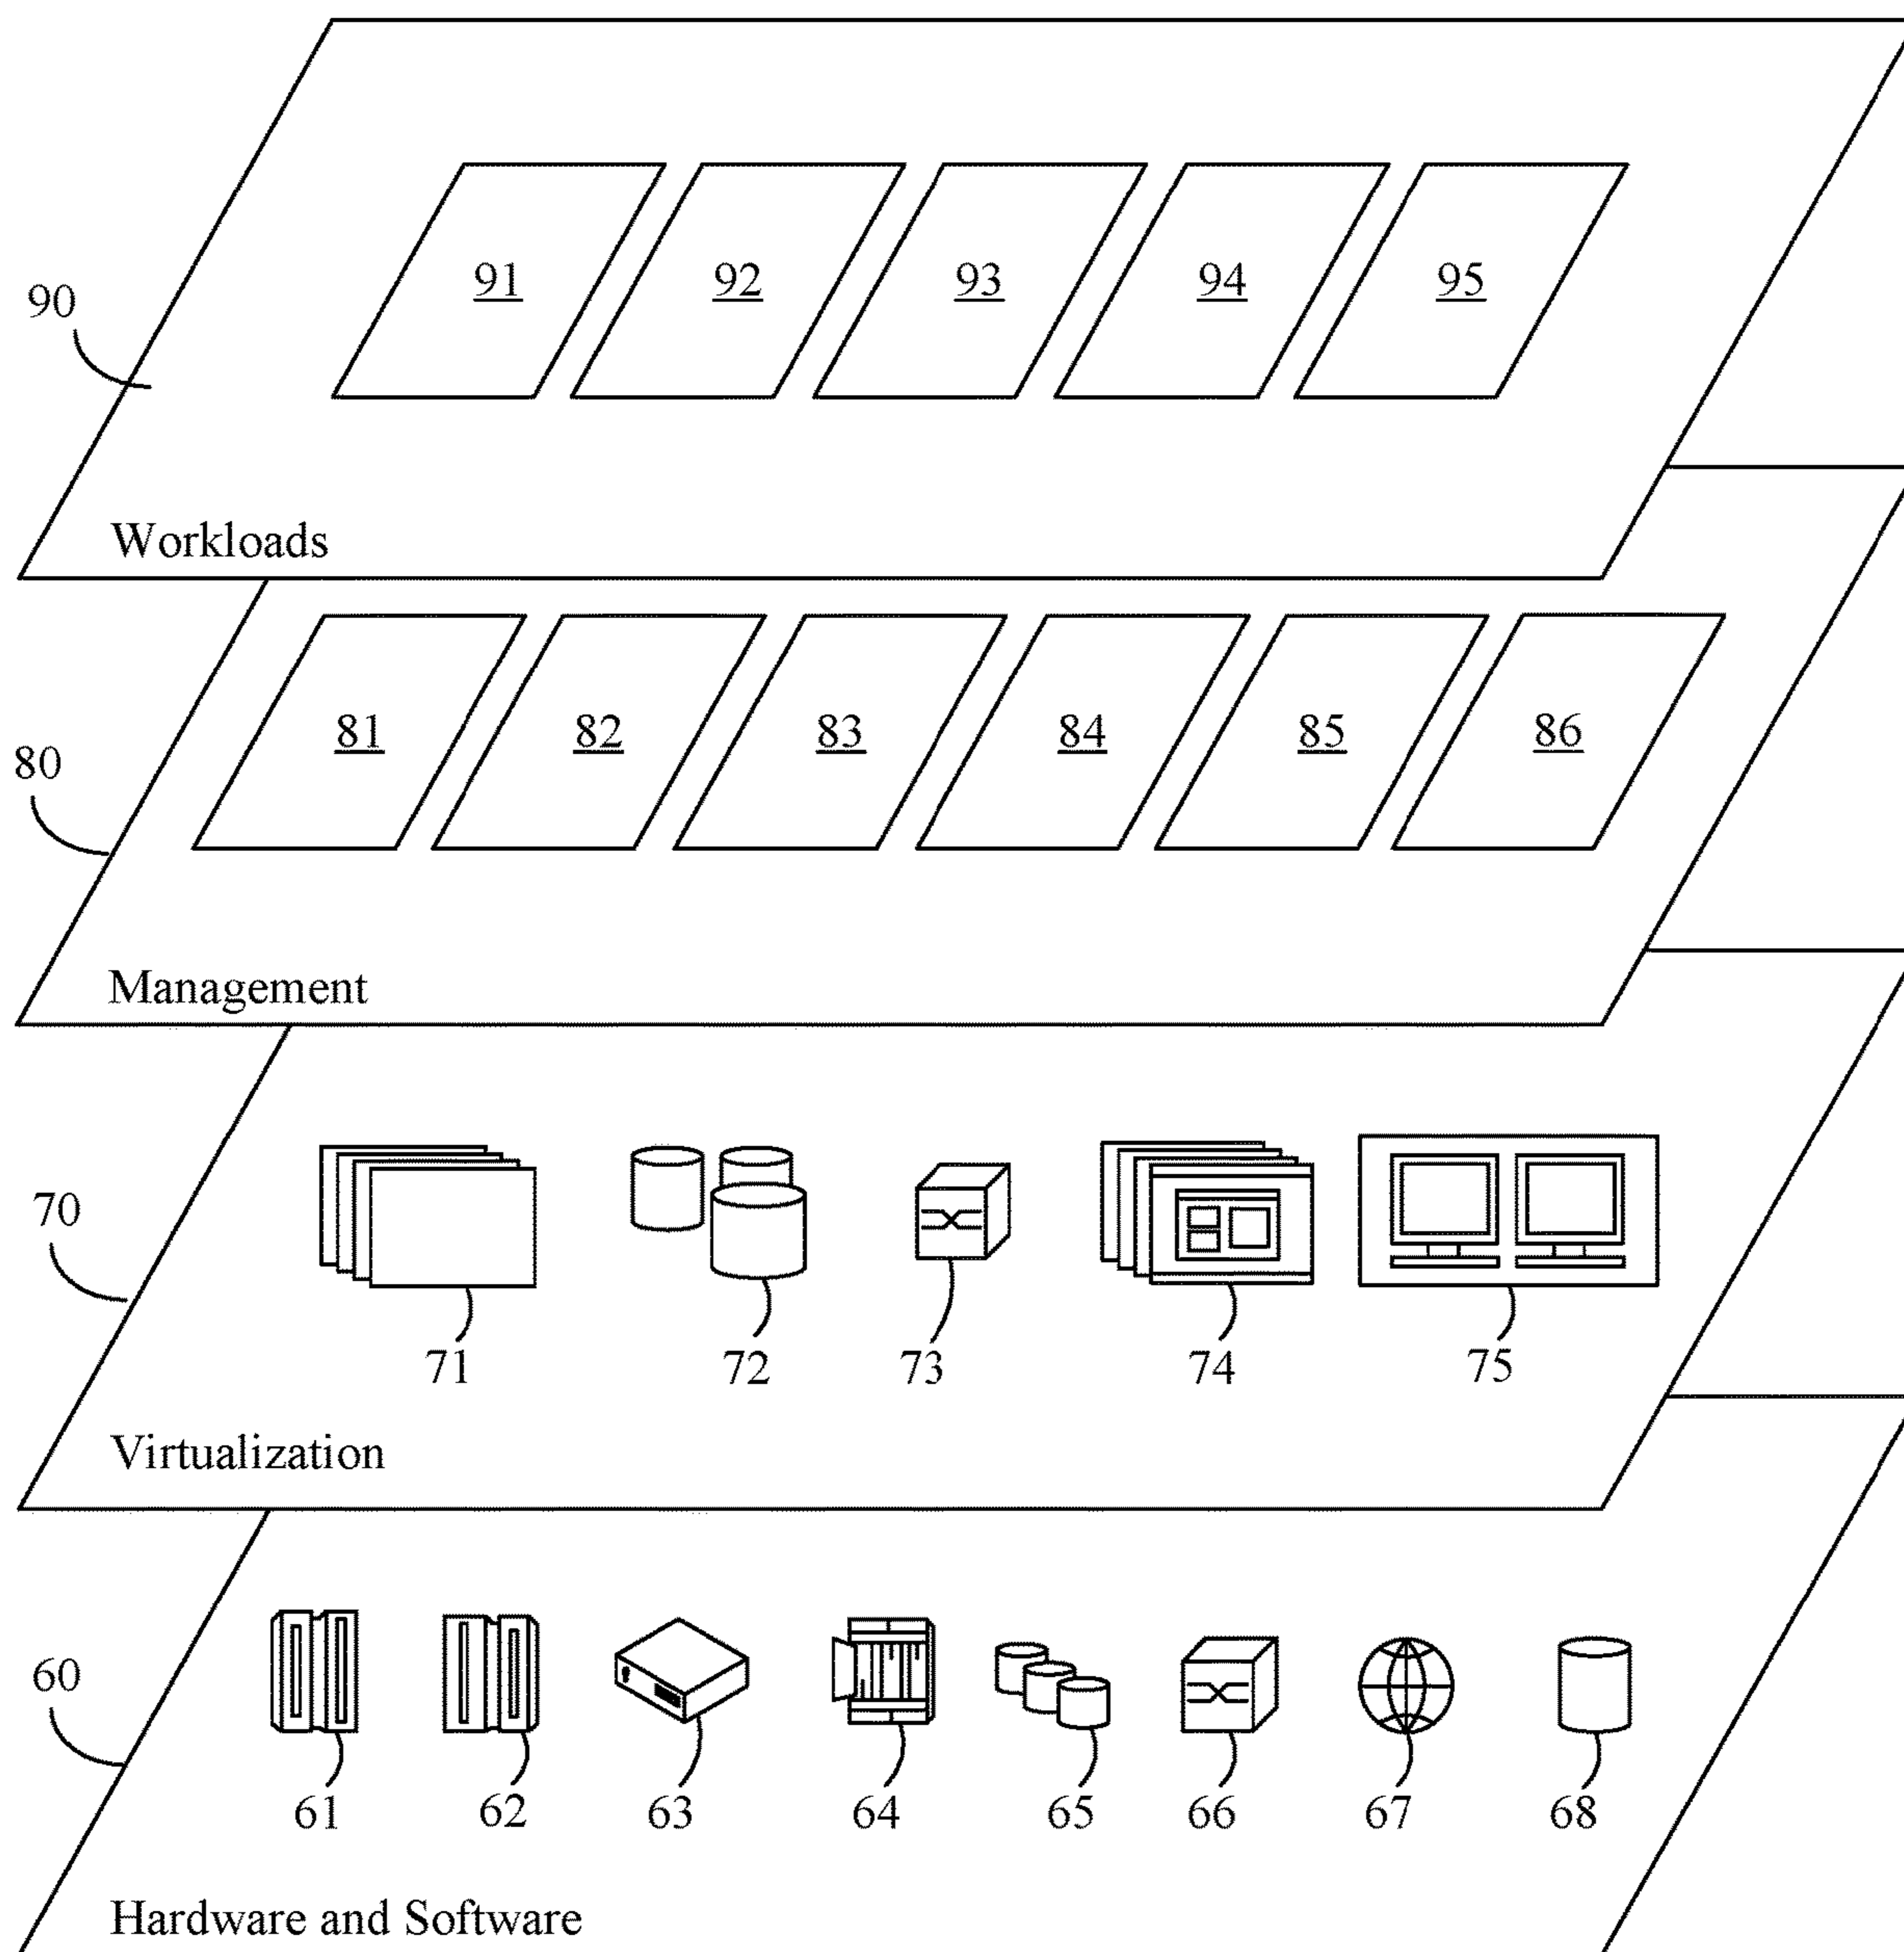 91 92 93 94 95
90
Workloads
81 82 83 84 85 86
80
Management
70
71 72 73 74 75
Virtualization
60
61 62 63 64 65 66 67 68
Hardware and Software